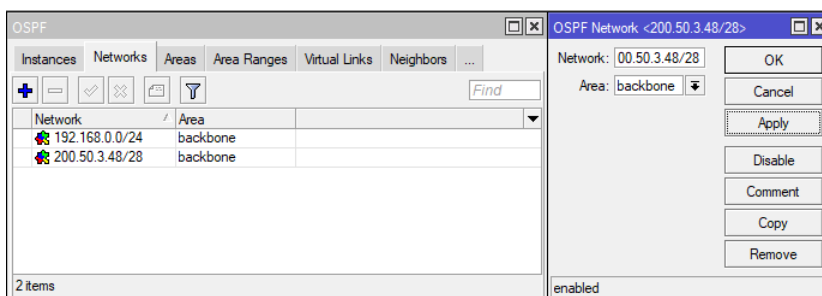 OSPF
Instances Networks Areas Area Ranges Virtual Links Neighbors ...
Find
Network Area
192.168.0.0/24 backbone
200.50.3.48/28 backbone
2 items
OSPF Network <200.50.3.48/28>
Network: 00.50.3.48/28
Area: backbone
OK
Cancel
Apply
Disable
Comment
Copy
Remove
enabled